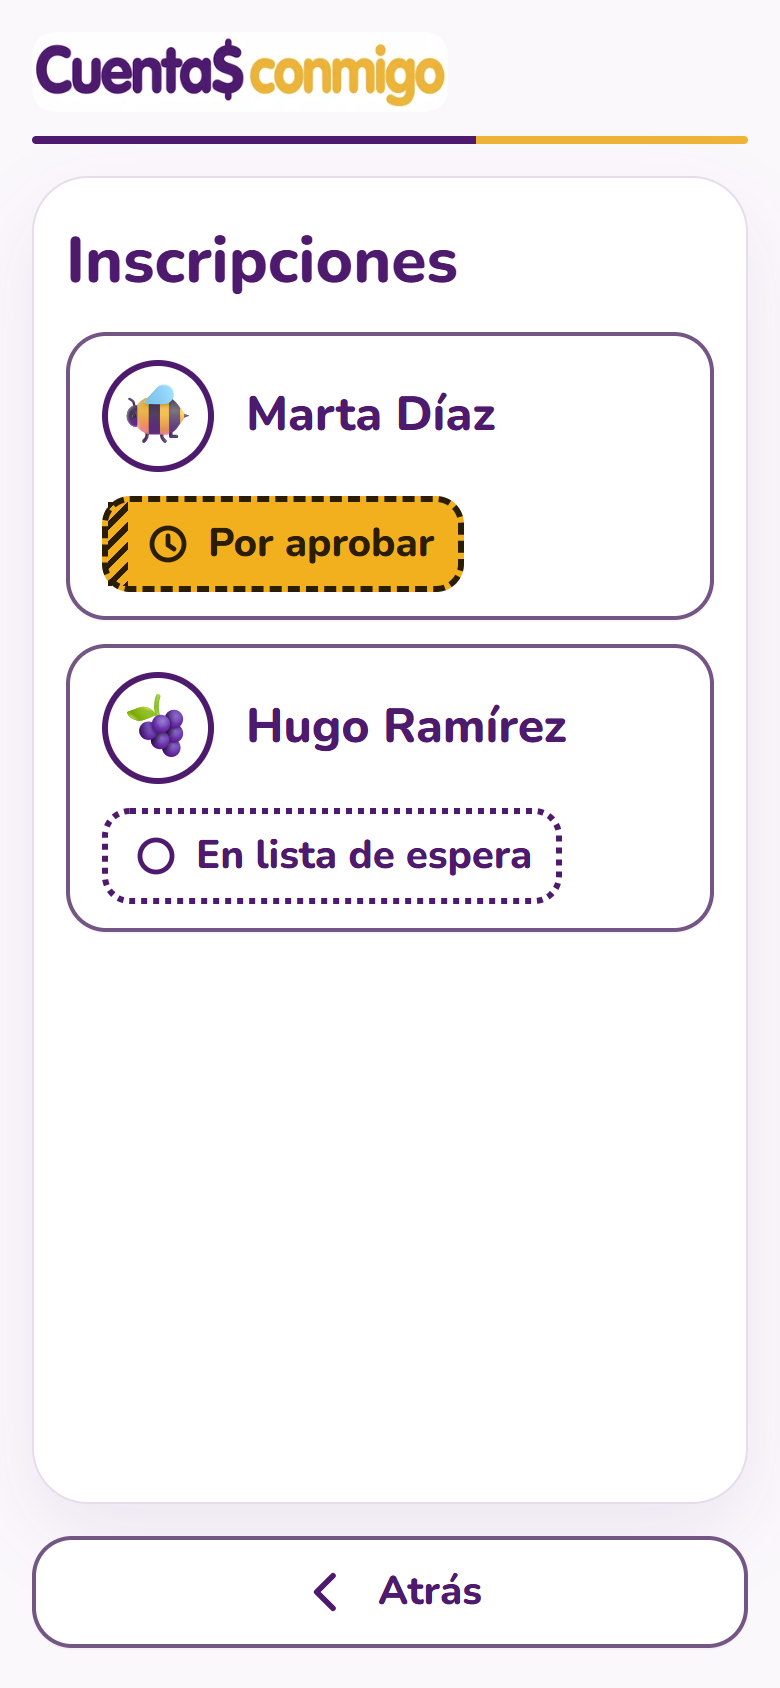 Cuenta$ conmigo
Inscripciones
Marta Díaz
Por aprobar
Hugo Ramírez
En lista de espera
Atrás